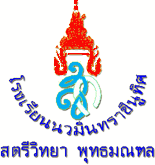 โรงเรียนนวมินทราชินูทิศ
สตรีวิทยา พุทธมณฑล